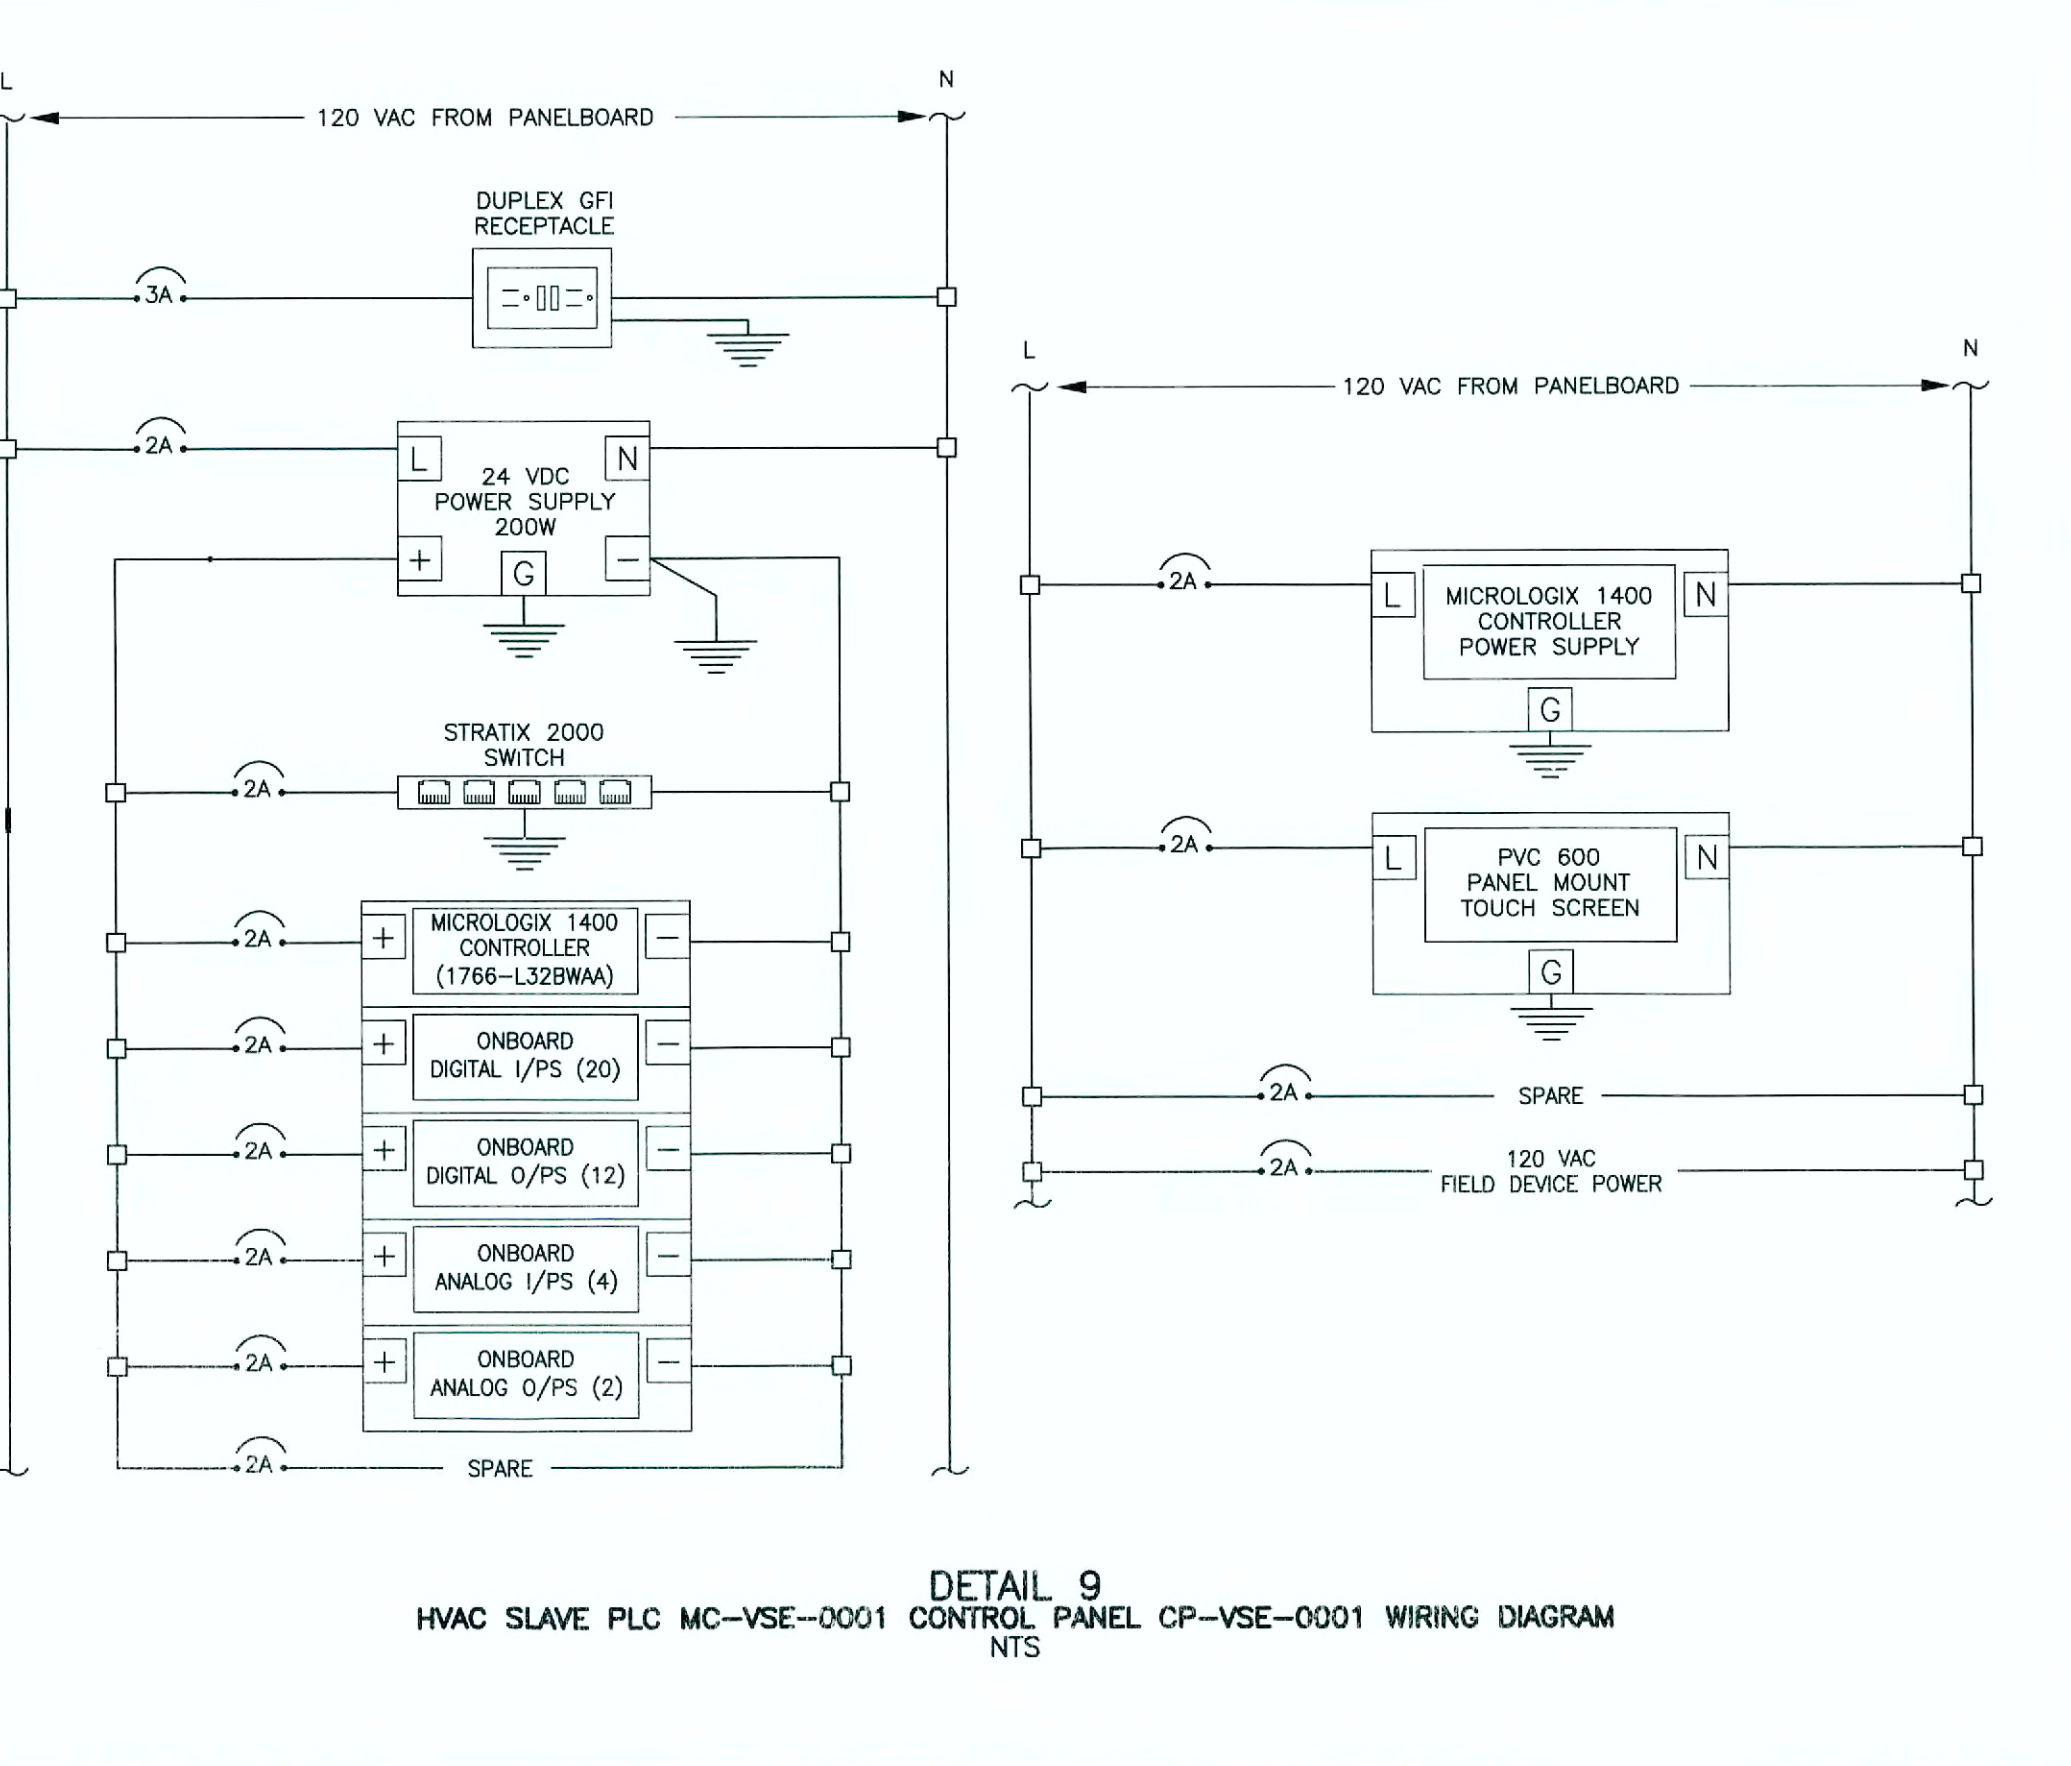 L
N
120 VAC FROM PANELBOARD
DUPLEX GFI
RECEPTACLE
3A
2A
L
N
24 VDC
POWER SUPPLY
200W
+
G
−
STRATIX 2000
SWITCH
2A
2A
+
MICROLOGIX 1400
CONTROLLER
(1766-L32BWAA)
−
2A
+
ONBOARD
DIGITAL I/PS (20)
−
2A
+
ONBOARD
DIGITAL O/PS (12)
−
2A
+
ONBOARD
ANALOG I/PS (4)
−
2A
+
ONBOARD
ANALOG O/PS (2)
−
2A
SPARE
L
N
120 VAC FROM PANELBOARD
2A
L
MICROLOGIX 1400
CONTROLLER
POWER SUPPLY
N
G
2A
L
PVC 600
PANEL MOUNT
TOUCH SCREEN
N
G
2A
SPARE
2A
120 VAC
FIELD DEVICE POWER
DETAIL 9
HVAC SLAVE PLC MC-VSE-0001 CONTROL PANEL CP-VSE-0001 WIRING DIAGRAM
NTS